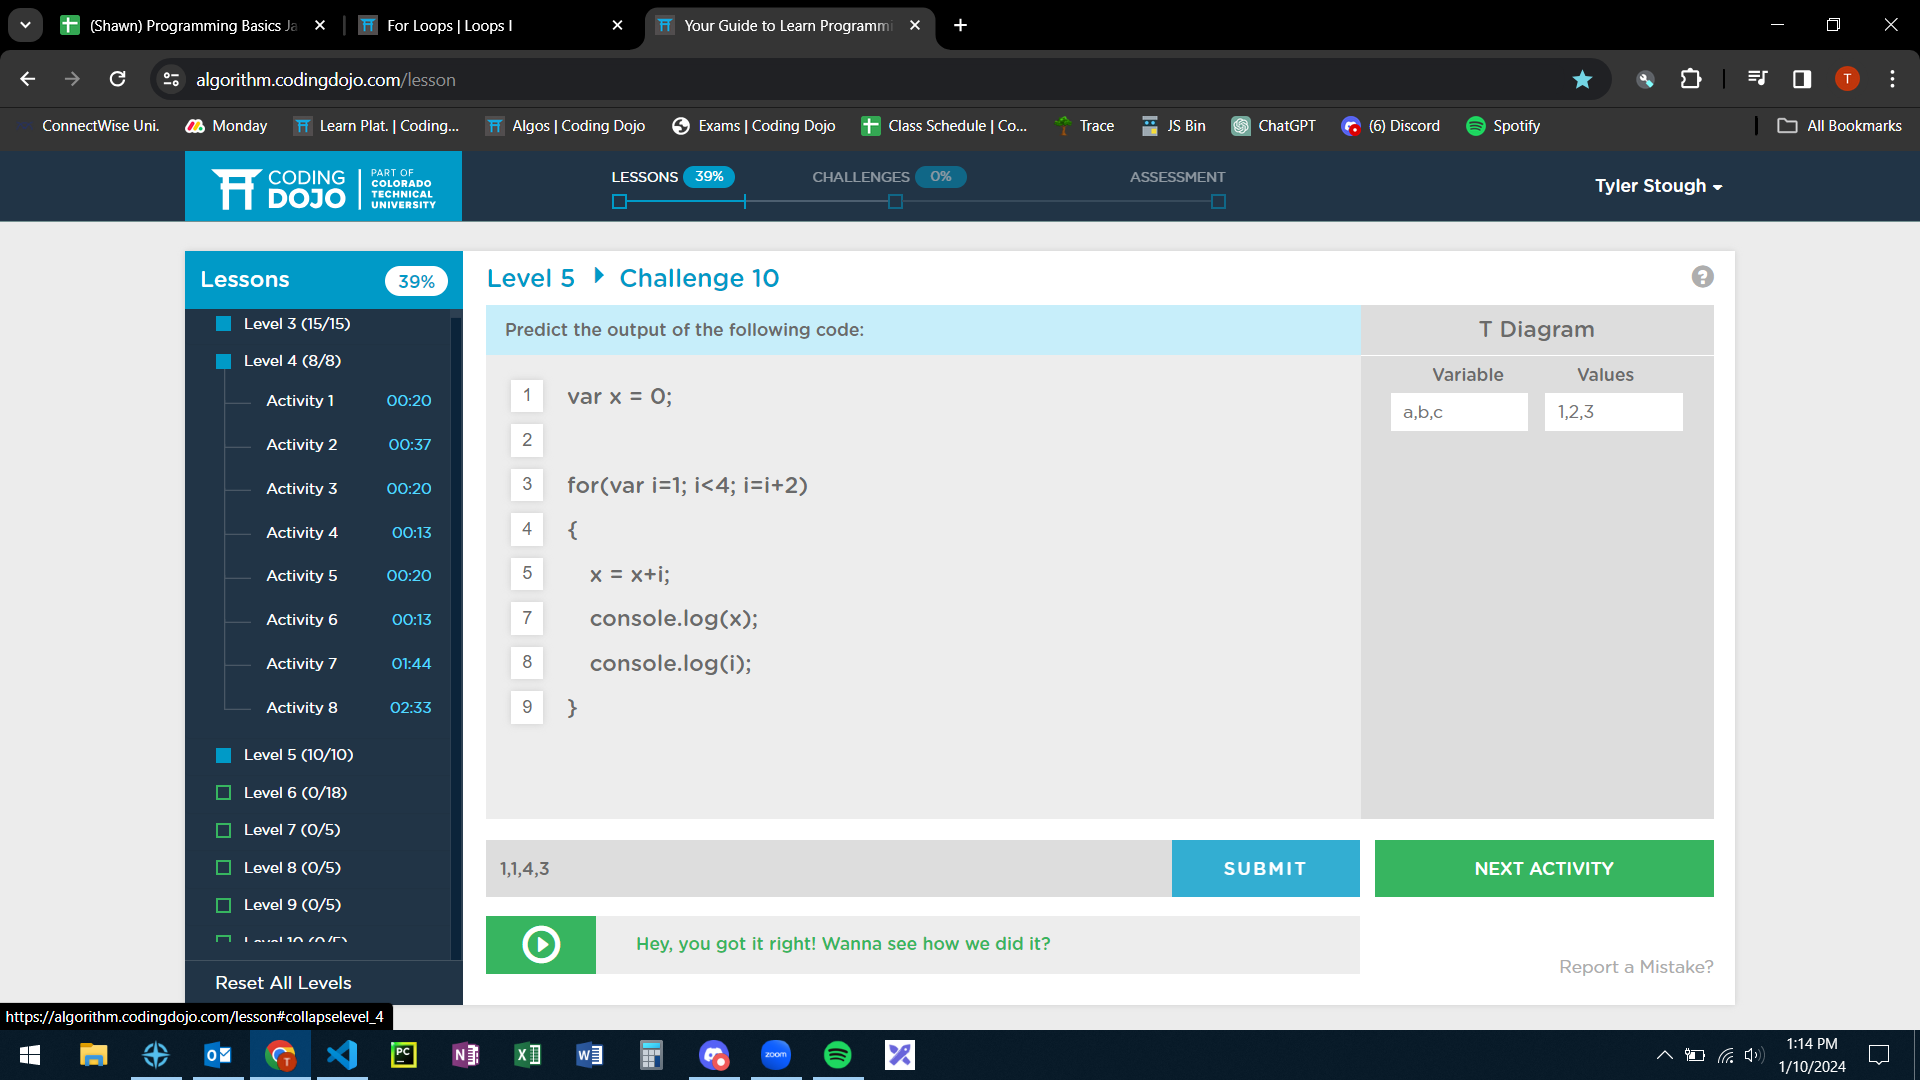 (Shawn) Programming Basics Ja
For Loops | Loops I
Your Guide to Learn Programmi
algorithm.codingdojo.com/lesson
ConnectWise Uni.
Monday
Learn Plat. | Coding...
Algos | Coding Dojo
Exams | Coding Dojo
Class Schedule | Co...
Trace
JS Bin
ChatGPT
(6) Discord
Spotify
All Bookmarks
CODING DOJO
PART OF
COLORADO
TECHNICAL
UNIVERSITY
LESSONS 39%
CHALLENGES 0%
ASSESSMENT
Tyler Stough
Lessons 39%
Level 3 (15/15)
Level 4 (8/8)
Activity 1 00:20
Activity 2 00:37
Activity 3 00:20
Activity 4 00:13
Activity 5 00:20
Activity 6 00:13
Activity 7 01:44
Activity 8 02:33
Level 5 (10/10)
Level 6 (0/18)
Level 7 (0/5)
Level 8 (0/5)
Level 9 (0/5)
Level 10 (0/5)
Reset All Levels
Level 5 Challenge 10
?
Predict the output of the following code:
1 var x = 0;
2
3 for(var i=1; i<4; i=i+2)
4 {
5 x = x+i;
7 console.log(x);
8 console.log(i);
9 }
T Diagram
Variable Values
a,b,c 1,2,3
1,1,4,3
SUBMIT
NEXT ACTIVITY
Hey, you got it right! Wanna see how we did it?
Report a Mistake?
https://algorithm.codingdojo.com/lesson#collapselevel_4
zoom
1:14 PM
1/10/2024